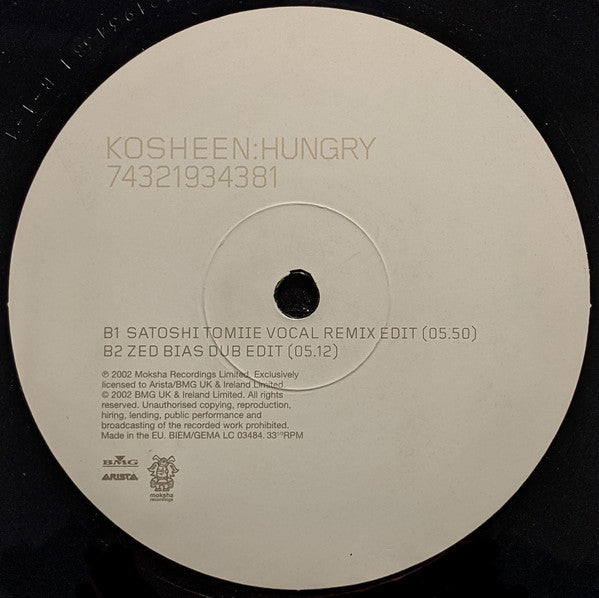 KOSHEEN:HUNGRY
74321934381
B1 SATOSHI TOMIIE VOCAL REMIX EDIT (05.50)
B2 ZED BIAS DUB EDIT (05.12)
℗ 2002 Moksha Recordings Limited. Exclusively
licensed to Arista/BMG UK & Ireland Limited.
© 2002 BMG UK & Ireland Limited. All rights
reserved. Unauthorised copying, reproduction,
hiring, lending, public performance and
broadcasting of the recorded work prohibited.
Made in the EU. BIEM/GEMA LC 03484. 33⅓RPM
BMG
ARISTA
moksha
recordings